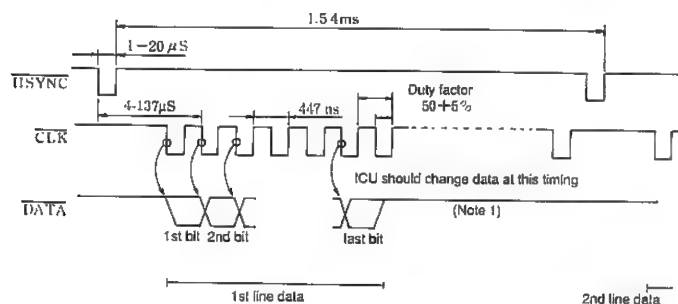 1.54ms
1-20 μS
HSYNC
4-137μS
447 ns
Duty factor
50+5%
CLK
ICU should change data at this timing
DATA
(Note 1)
1st bit
2nd bit
last bit
1st line data
2nd line data